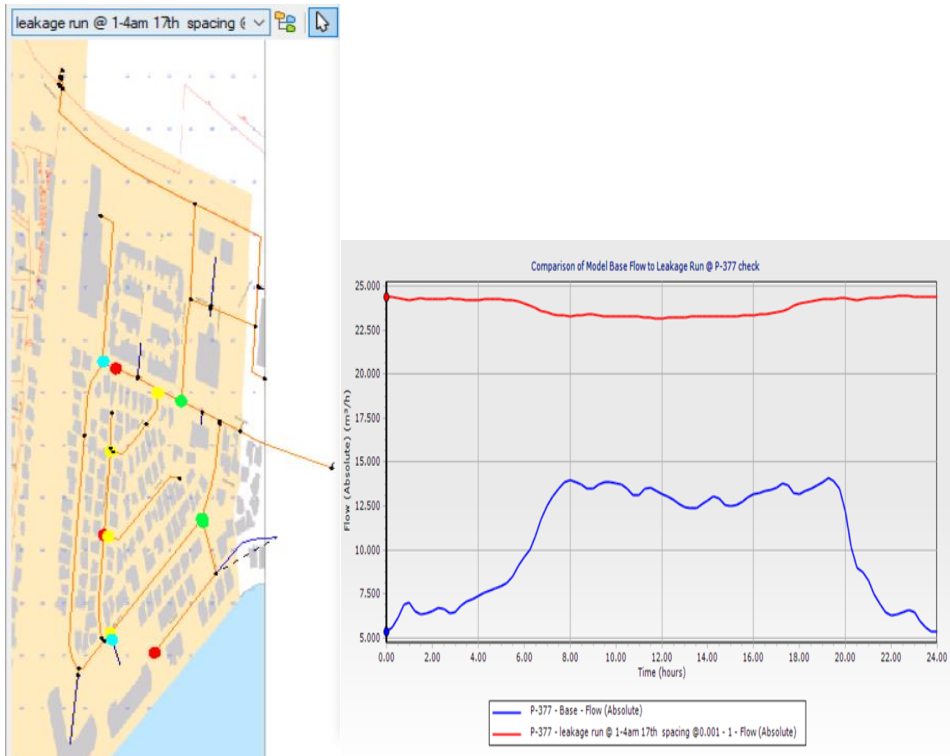 leakage run @ 1-4am 17th spacing
Comparison of Model Base Flow to Leakage Run @ P-377 check
Flow (Absolute) (m³/h)
25.000
22.500
20.000
17.500
15.000
12.500
10.000
7.500
5.000
0.00 2.00 4.00 6.00 8.00 10.00 12.00 14.00 16.00 18.00 20.00 22.00 24.00
Time (hours)
P-377 - Base - Flow (Absolute)
P-377 - leakage run @ 1-4am 17th spacing @0.001 - 1 - Flow (Absolute)